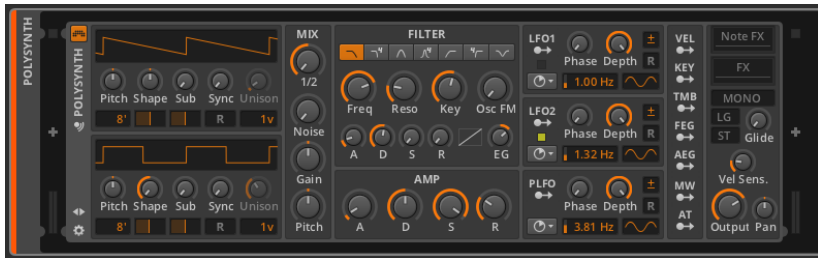 POLYSYNTH
POLYSYNTH
Pitch Shape Sub Sync Unison
8' R 1v
Pitch Shape Sub Sync Unison
8' R 1v
MIX
1/2
Noise
Gain
Pitch
FILTER
Freq Reso Key Osc FM
A D S R EG
AMP
A D S R
LFO1
Phase Depth ± R
1.00 Hz
LFO2
Phase Depth ± R
1.32 Hz
PLFO
Phase Depth ± R
3.81 Hz
VEL
KEY
TMB
FEG
AEG
MW
AT
Note FX
FX
MONO
LG
ST Glide
Vel Sens.
Output Pan